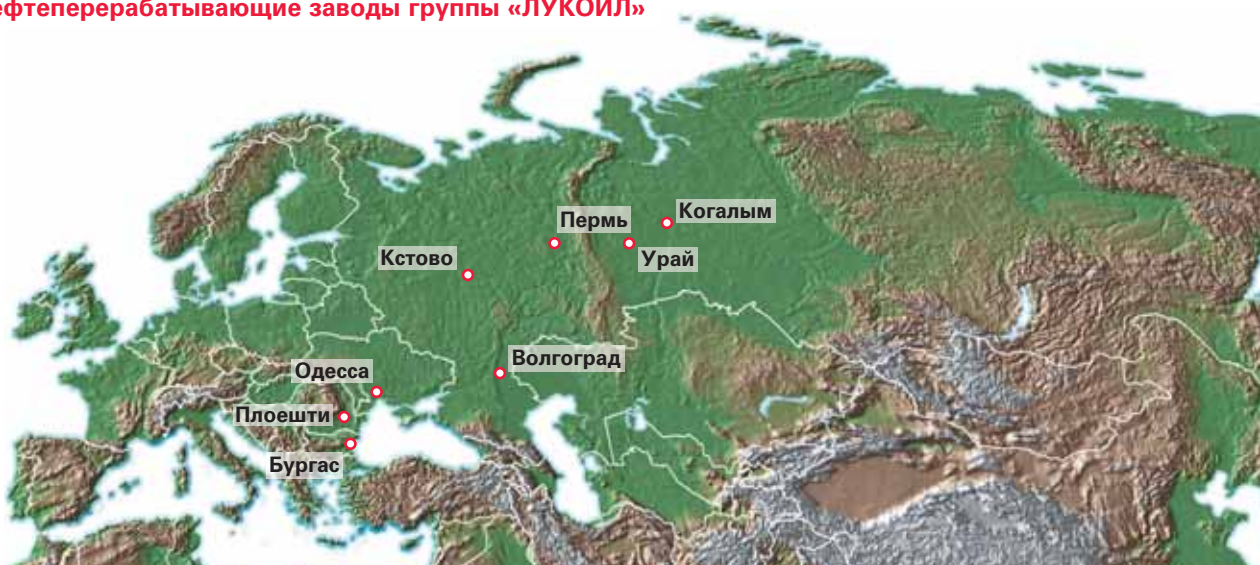 ефтеперерабатывающие заводы группы «ЛУКОЙЛ»
Когалым
Пермь
Урай
Кстово
Волгоград
Одесса
Плоешти
Бургас